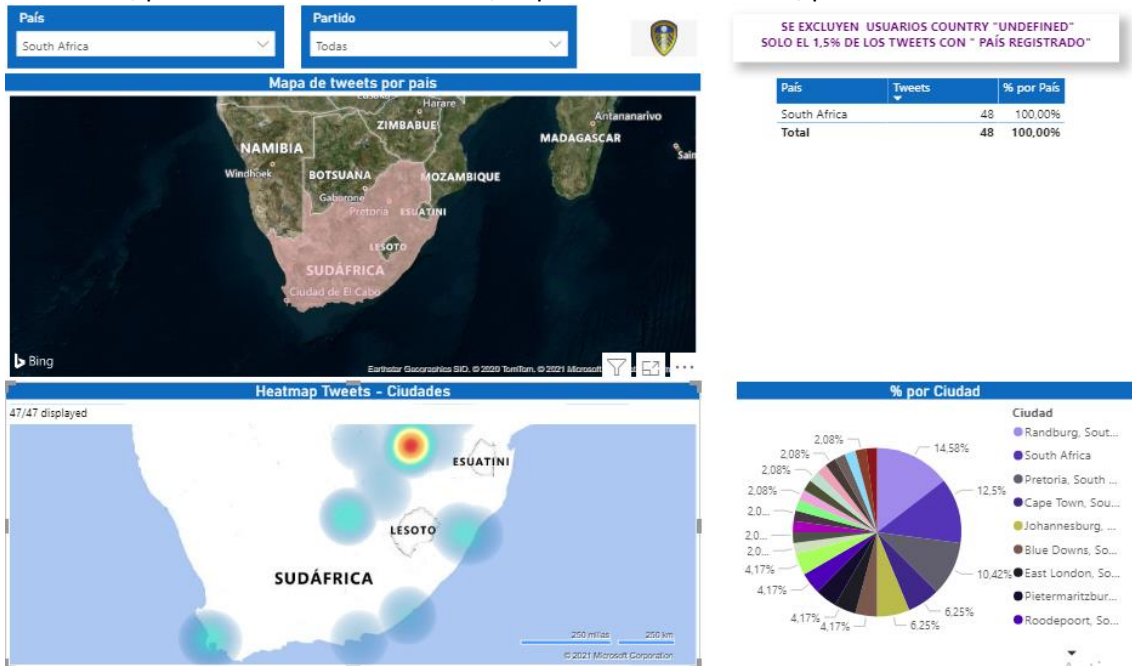 País
Partido
South Africa
Todas
SE EXCLUYEN USUARIOS COUNTRY "UNDEFINED"
SOLO EL 1,5% DE LOS TWEETS CON " PAÍS REGISTRADO"
Mapa de tweets por pais
País Tweets % por País
South Africa 48 100,00%
Total 48 100,00%
Harare
ZIMBABUE
Antananarivo
MADAGASCAR
NAMIBIA
Windhoek
BOTSUANA
MOZAMBIQUE
Gaborone
Pretoria
ESUATINI
LESOTO
SUDÁFRICA
Ciudad de El Cabo
Bing
Earthstar Geographics SIO, © 2020 TomTom, © 2021 Microsoft
Heatmap Tweets - Ciudades
47/47 displayed
ESUATINI
LESOTO
SUDÁFRICA
250 millas 250 km
© 2021 Microsoft Corporation
% por Ciudad
14,58%
12,5%
10,42%
6,25%
6,25%
4,17%
4,17%
4,17%
4,17%
2,0...
2,0...
2,0...
2,08%
2,08%
2,08%
2,08%
Ciudad
Randburg, Sout...
South Africa
Pretoria, South ...
Cape Town, Sou...
Johannesburg, ...
Blue Downs, So...
East London, So...
Pietermaritzbur...
Roodepoort, So...